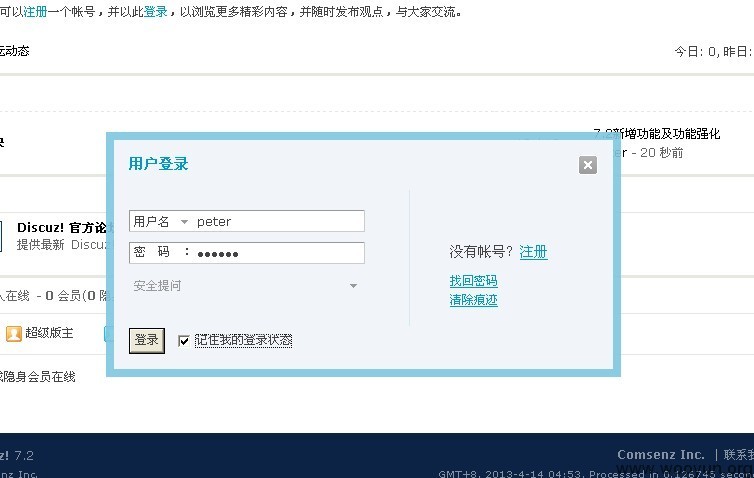 可以注册一个帐号，并以此登录，以浏览更多精彩内容，并随时发布观点，与大家交流。
动态
今日: 0, 昨日:
新增功能及功能强化
er - 20 秒前
用户登录
用户名 peter
密 码 : ●●●●●●
安全提问
登录 记住我的登录状态
没有帐号? 注册
找回密码
清除痕迹
Discuz! 官方论
提供最新 Discuz
人在线 - 0 会员(0 隐
超级版主
隐身会员在线
z! 7.2
nz Inc.
Comsenz Inc. | 联系我
GMT+8, 2013-4-14 04:53, Processed in 0.126745 secon
www.wooyun.org